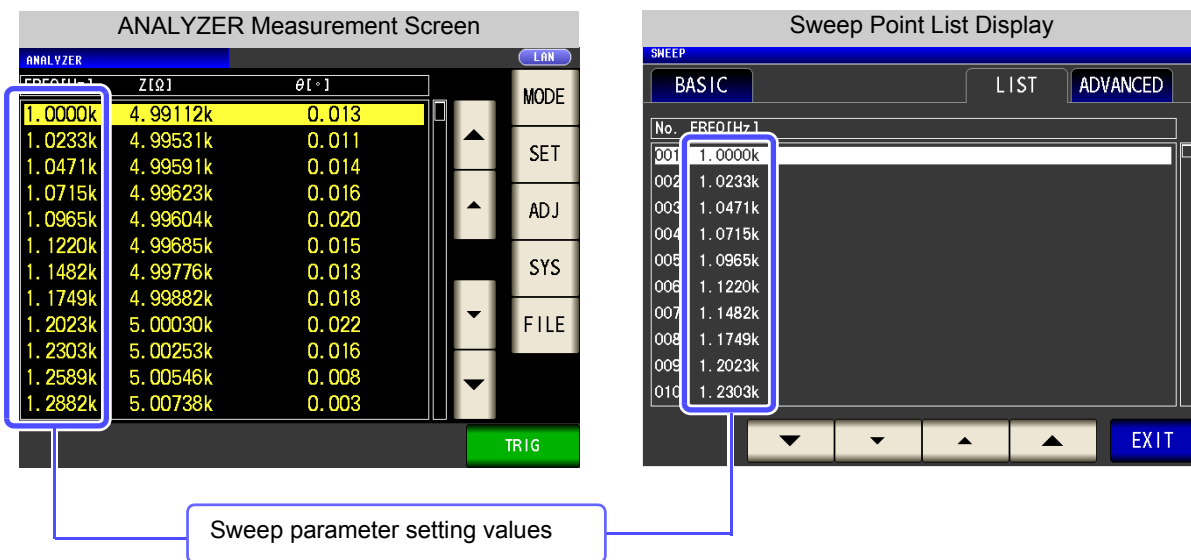 ANALYZER Measurement Screen
ANALYZER
LAN
FREQ[Hz] Z[Ω] θ[°]
1.0000k 4.99112k 0.013
1.0233k 4.99531k 0.011
1.0471k 4.99591k 0.014
1.0715k 4.99623k 0.016
1.0965k 4.99604k 0.020
1.1220k 4.99685k 0.015
1.1482k 4.99776k 0.013
1.1749k 4.99882k 0.018
1.2023k 5.00030k 0.022
1.2303k 5.00253k 0.016
1.2589k 5.00546k 0.008
1.2882k 5.00738k 0.003
MODE
SET
ADJ
SYS
FILE
TRIG
Sweep Point List Display
SWEEP
BASIC LIST ADVANCED
No. FREQ[Hz]
001 1.0000k
002 1.0233k
003 1.0471k
004 1.0715k
005 1.0965k
006 1.1220k
007 1.1482k
008 1.1749k
009 1.2023k
010 1.2303k
EXIT
Sweep parameter setting values